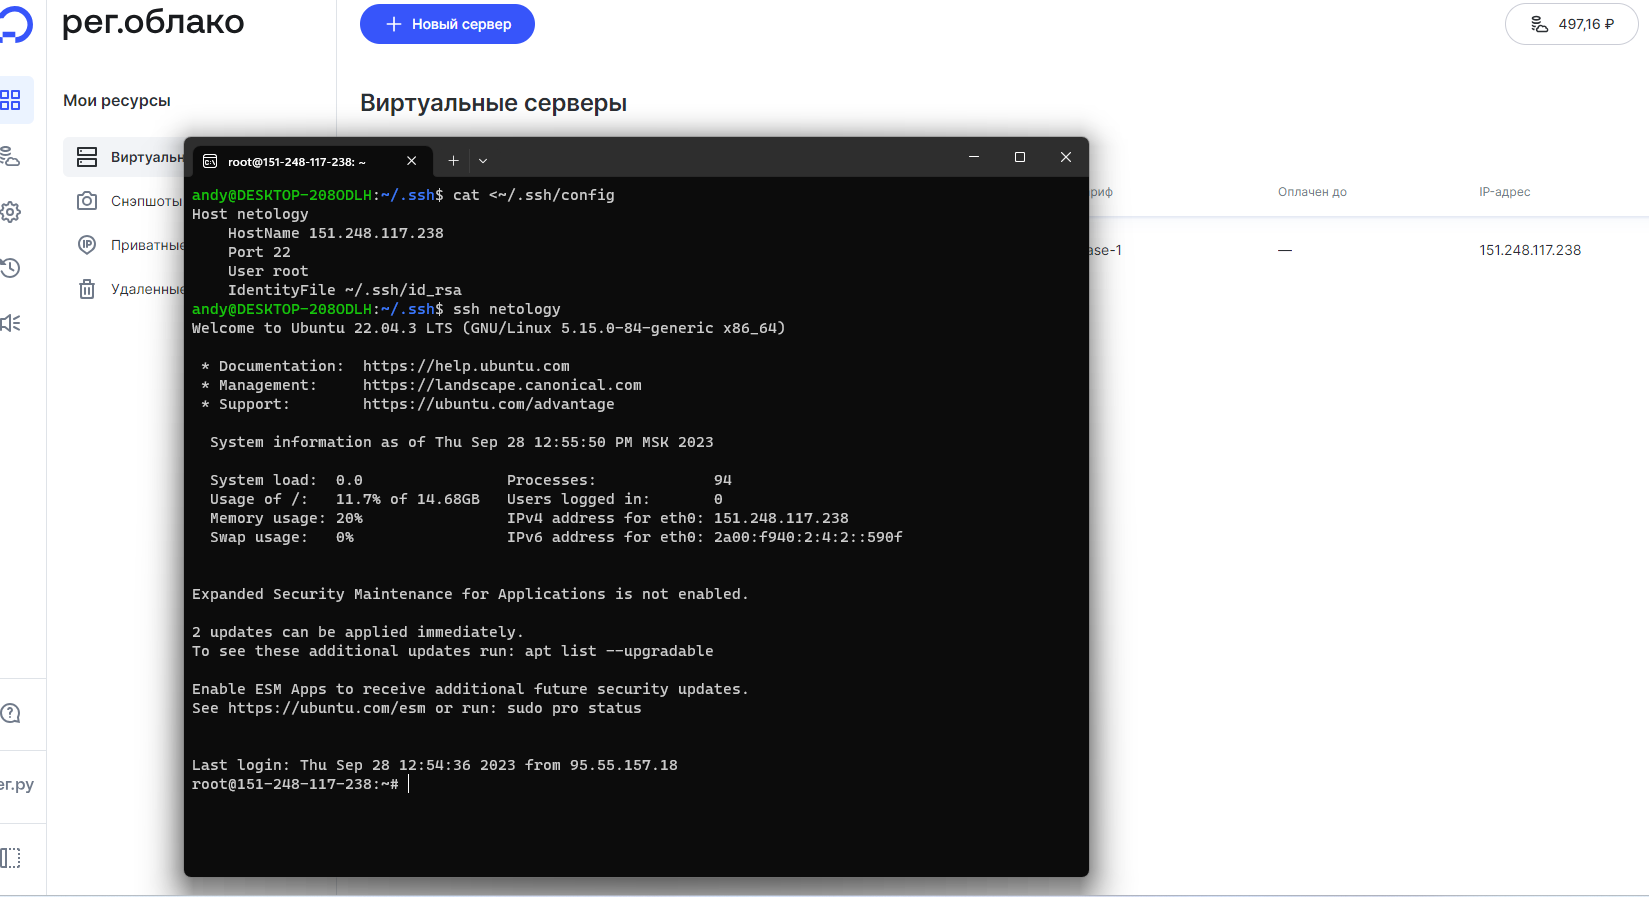 рег.облако
Новый сервер
497,16 ₽
Мои ресурсы
Виртуальные серверы
Виртуальн
Снэпшоты
Приватные
Удаленные
ег.ру
риф
Оплачен до
IP-адрес
ase-1
—
151.248.117.238
root@151-248-117-238: ~
andy@DESKTOP-208ODLH:~/.ssh$ cat <~/.ssh/config
Host netology
    HostName 151.248.117.238
    Port 22
    User root
    IdentityFile ~/.ssh/id_rsa
andy@DESKTOP-208ODLH:~/.ssh$ ssh netology
Welcome to Ubuntu 22.04.3 LTS (GNU/Linux 5.15.0-84-generic x86_64)
 * Documentation:  https://help.ubuntu.com
 * Management:     https://landscape.canonical.com
 * Support:        https://ubuntu.com/advantage
  System information as of Thu Sep 28 12:55:50 PM MSK 2023
  System load:  0.0                Processes:             94
  Usage of /:   11.7% of 14.68GB   Users logged in:       0
  Memory usage: 20%                IPv4 address for eth0: 151.248.117.238
  Swap usage:   0%                 IPv6 address for eth0: 2a00:f940:2:4:2::590f
Expanded Security Maintenance for Applications is not enabled.
2 updates can be applied immediately.
To see these additional updates run: apt list --upgradable
Enable ESM Apps to receive additional future security updates.
See https://ubuntu.com/esm or run: sudo pro status
Last login: Thu Sep 28 12:54:36 2023 from 95.55.157.18
root@151-248-117-238:~#